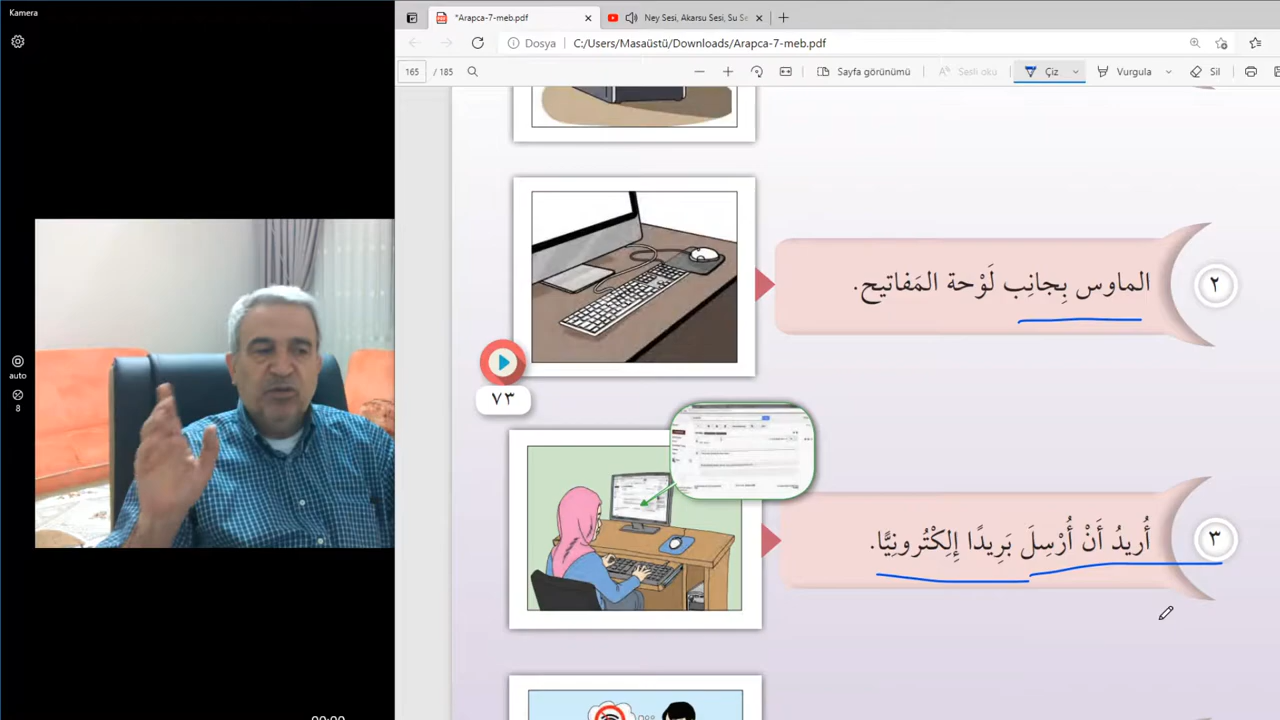 Kamera
*Arapca-7-meb.pdf
Ney Sesi, Akarsu Sesi, Su Se
Dosya
C:/Users/Masaüstü/Downloads/Arapca-7-meb.pdf
165 / 185
Sayfa görünümü
Sesli oku
Çiz
Vurgula
Sil
٢
الماوس بِجانِب لَوْحة المَفاتيح.
auto
8
٧٣
٣
أُريدُ أَنْ أُرْسِلَ بَرِيدًا إِلِكْتُرونِيًّا.